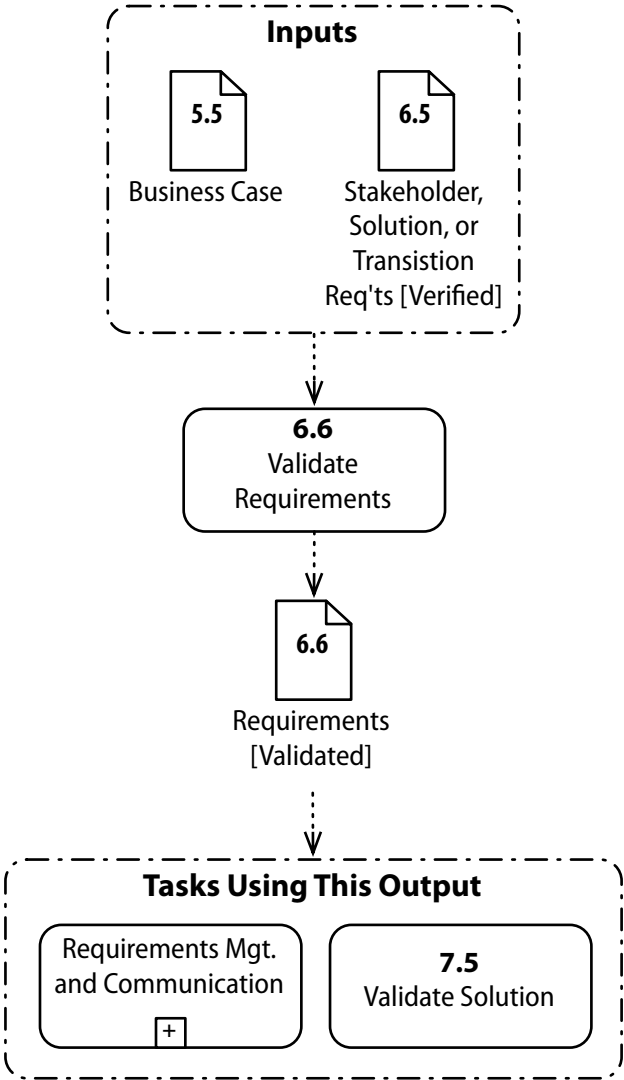 Inputs
5.5
Business Case
6.5
Stakeholder,
Solution, or
Transistion
Req'ts [Verified]
6.6
Validate
Requirements
6.6
Requirements
[Validated]
Tasks Using This Output
Requirements Mgt.
and Communication
+
7.5
Validate Solution